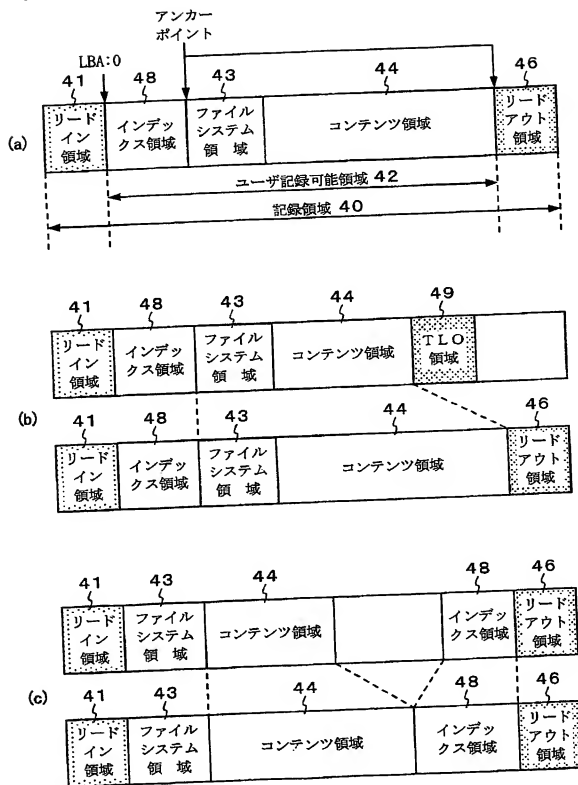 アンカー
ポイント
LBA:0
41 48 43 44 46
(a)
リード
イン
領域
インデッ
クス領域
ファイル
システム
領 域
コンテンツ領域
リード
アウト
領域
ユーザ記録可能領域 42
記録領域 40
41 48 43 44 49
リード
イン
領域
インデッ
クス領域
ファイル
システム
領 域
コンテンツ領域
TLO
領域
(b)
41 48 43 44 46
リード
イン
領域
インデッ
クス領域
ファイル
システム
領 域
コンテンツ領域
リード
アウト
領域
41 43 44 48 46
リード
イン
領域
ファイル
システム
領 域
コンテンツ領域
インデッ
クス領域
リード
アウト
領域
(c)
41 43 44 48 46
リード
イン
領域
ファイル
システム
領 域
コンテンツ領域
インデッ
クス領域
リード
アウト
領域